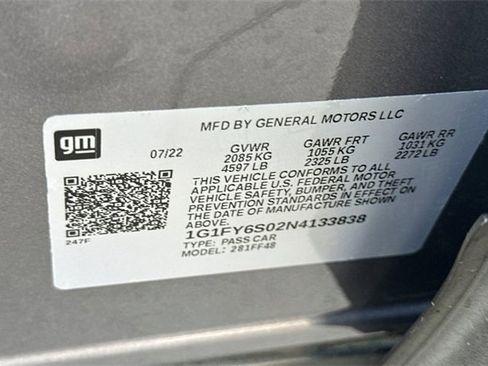 gm
MFD BY GENERAL MOTORS LLC
07/22 GVWR GAWR FRT GAWR RR
2085 KG 1055 KG 1031 KG
4597 LB 2325 LB 2272 LB
THIS VEHICLE CONFORMS TO ALL
APPLICABLE U.S. FEDERAL MOTOR
VEHICLE SAFETY, BUMPER, AND THEFT
PREVENTION STANDARDS IN EFFECT ON
THE DATE OF MANUFACTURE SHOWN
ABOVE.
1G1FY6S02N4133838
TYPE: PASS CAR
MODEL: 281FF48
247F